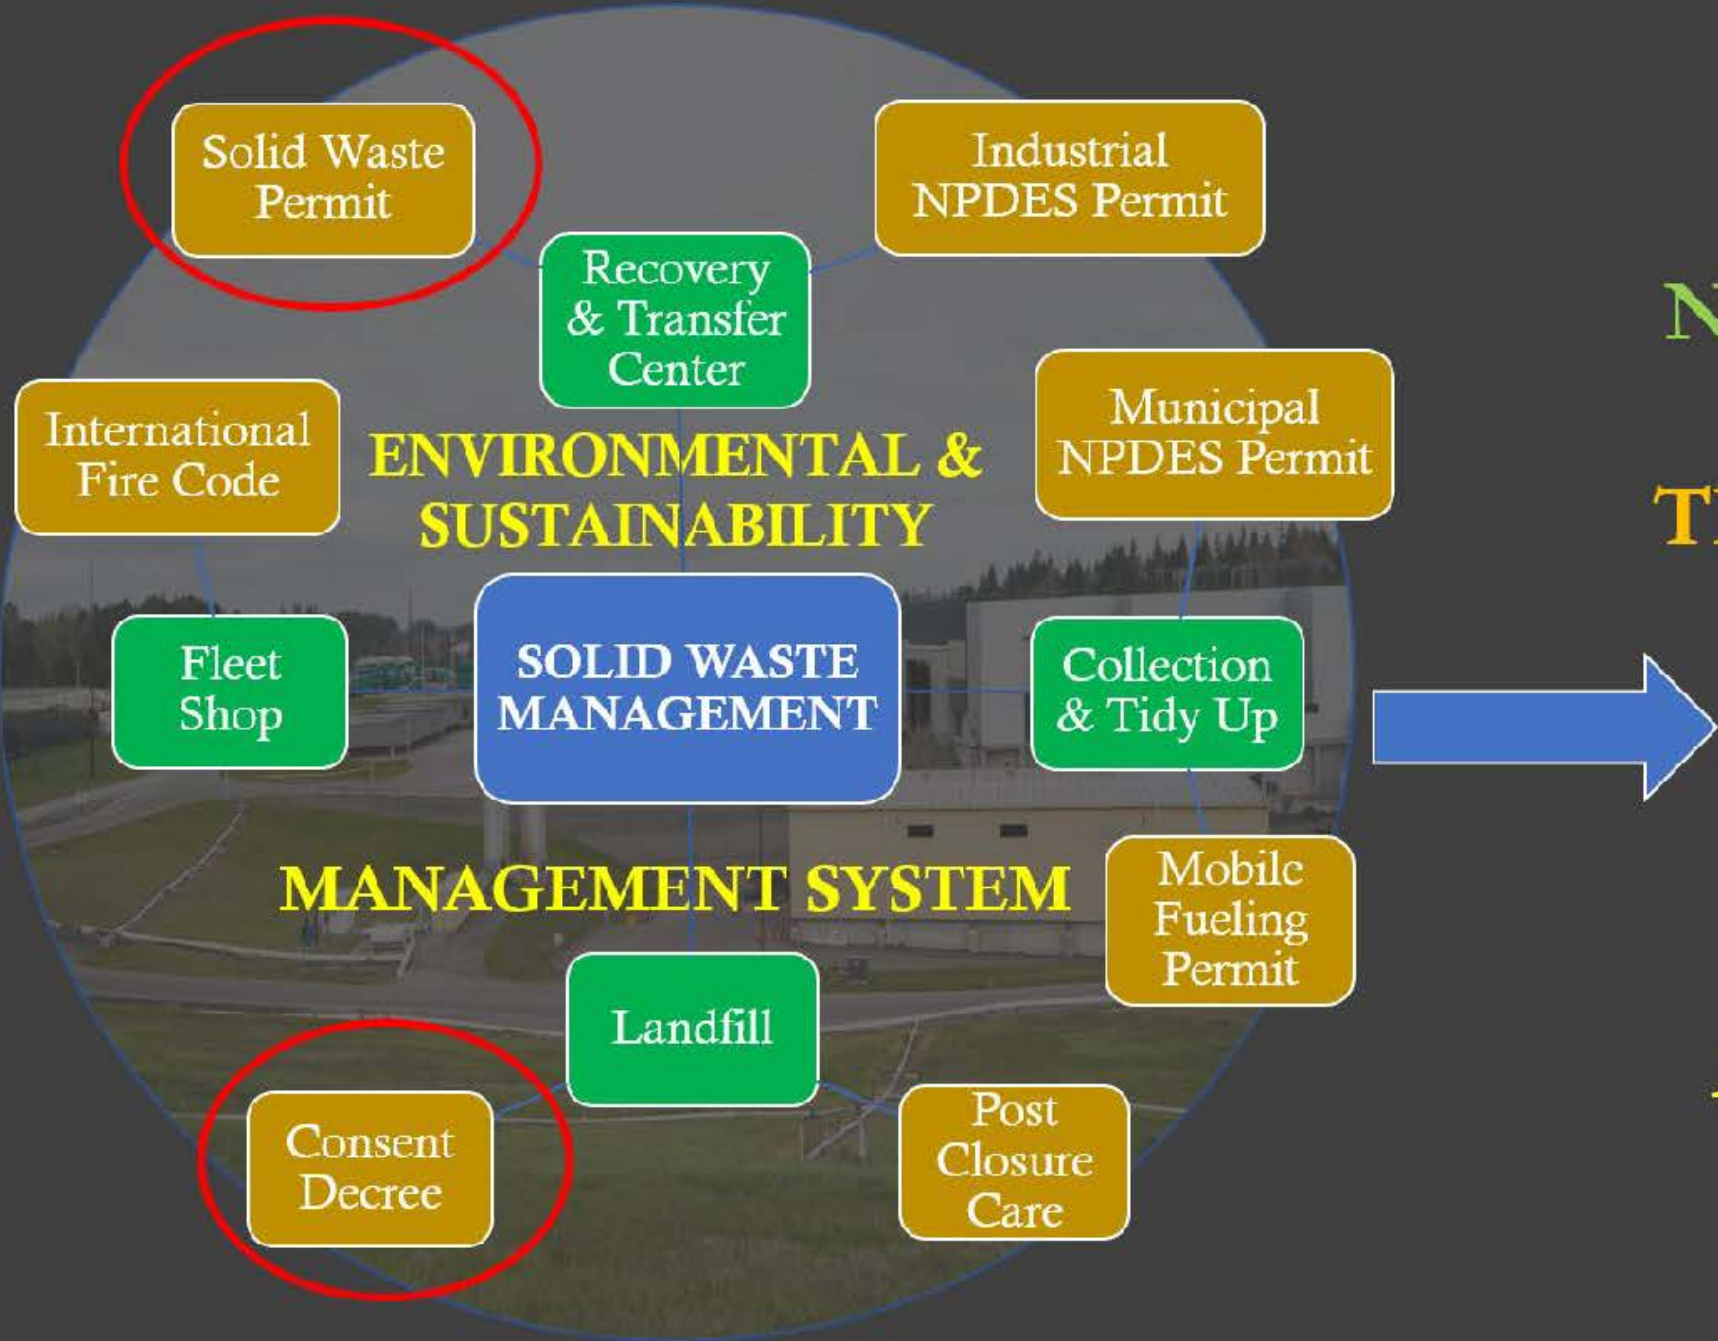 Solid Waste
Permit
Industrial
NPDES Permit
Recovery
& Transfer
Center
International
Fire Code
Municipal
NPDES Permit
ENVIRONMENTAL &
SUSTAINABILITY
Fleet
Shop
SOLID WASTE
MANAGEMENT
Collection
& Tidy Up
MANAGEMENT SYSTEM
Mobile
Fueling
Permit
Landfill
Consent
Decree
Post
Closure
Care